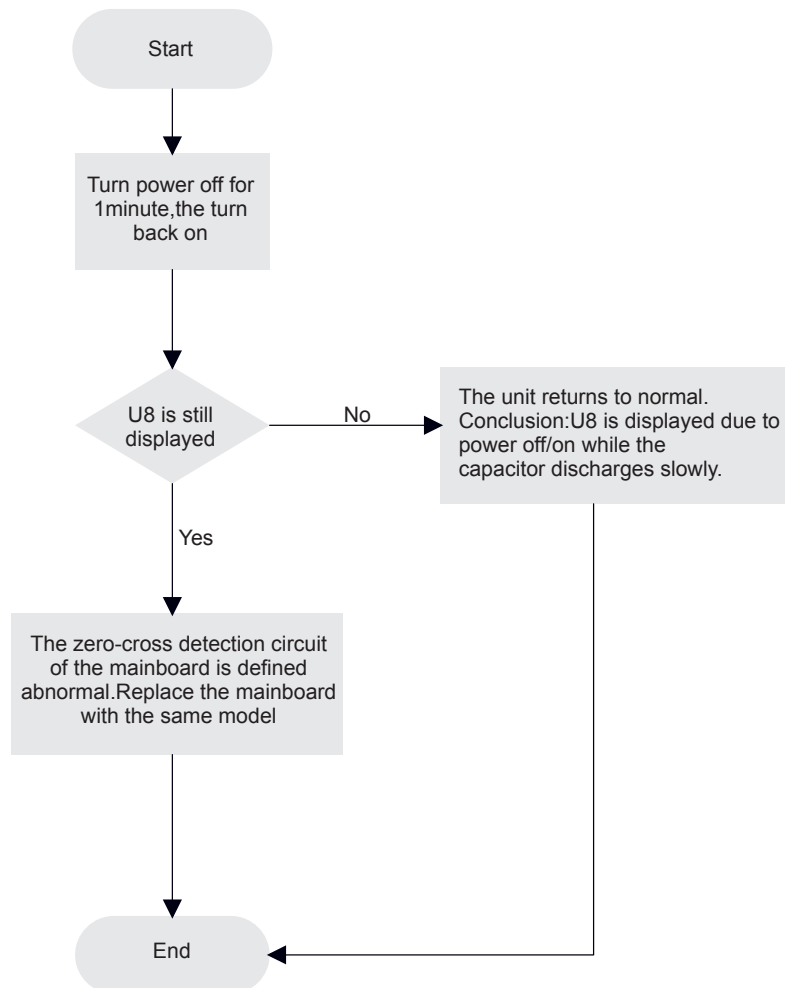 Start
Turn power off for
1minute,the turn
back on
U8 is still
displayed
No
The unit returns to normal.
Conclusion:U8 is displayed due to
power off/on while the
capacitor discharges slowly.
Yes
The zero-cross detection circuit
of the mainboard is defined
abnormal.Replace the mainboard
with the same model
End